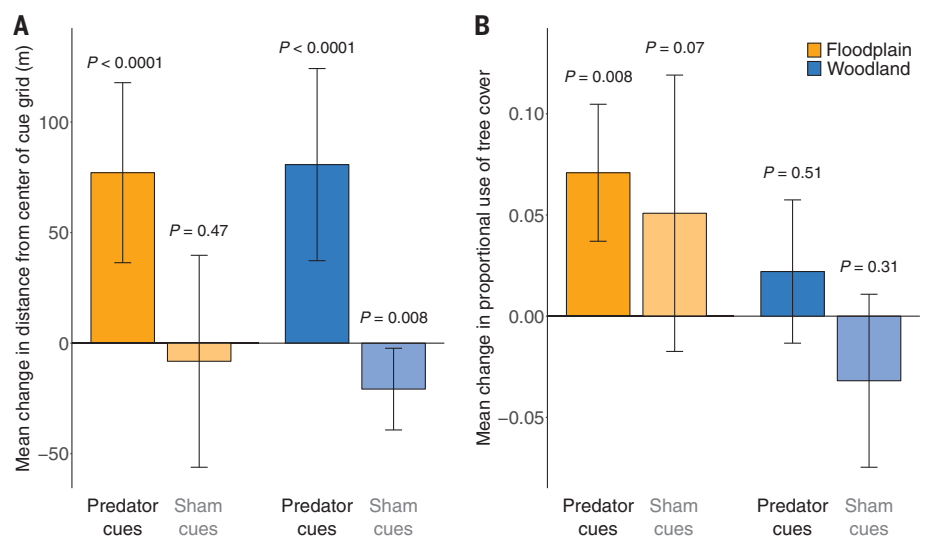 A
Mean change in distance from center of cue grid (m)
100
50
0
−50
P < 0.0001
P = 0.47
P < 0.0001
P = 0.008
Predator
cues
Sham
cues
Predator
cues
Sham
cues
B
Mean change in proportional use of tree cover
0.10
0.05
0.00
−0.05
P = 0.008
P = 0.07
P = 0.51
P = 0.31
Floodplain
Woodland
Predator
cues
Sham
cues
Predator
cues
Sham
cues